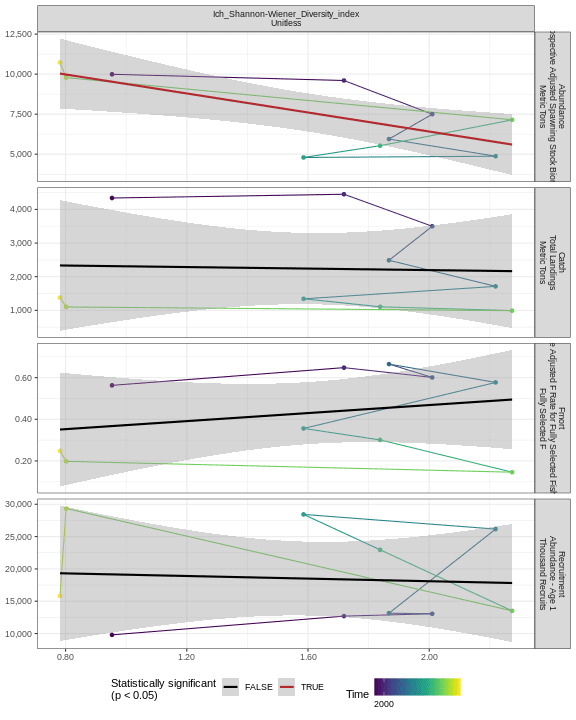 Ich_Shannon-Wiener_Diversity_index
Unitless
12,500
10,000
7,500
5,000
Abundance
Adjusted Spawning Stock
Metric Tons
4,000
3,000
2,000
1,000
Catch
Total Landings
Metric Tons
0.60
0.40
0.20
Fmort
Adjusted F Rate for Fully Selected
Fully Selected F
30,000
25,000
20,000
15,000
10,000
Recruitment
Abundance - Age 1
Thousand Recruits
0.80
1.20
1.60
2.00
Statistically significant
(p < 0.05)
FALSE
TRUE
Time
2000